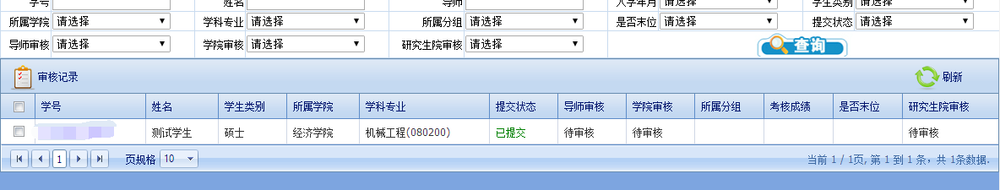 学号 姓名 导师 入学年月 学生类别
所属学院 请选择 学科专业 请选择 所属分组 请选择 是否末位 请选择 提交状态 请选择
导师审核 请选择 学院审核 请选择 研究生院审核 请选择 查询
审核记录 刷新
学号 姓名 学生类别 所属学院 学科专业 提交状态 导师审核 学院审核 所属分组 考核成绩 是否末位 研究生院审核
测试学生 硕士 经济学院 机械工程(080200) 已提交 待审核 待审核 待审核
1 页规格 10 当前 1 / 1页, 第 1 到 1 条，共 1条数据.